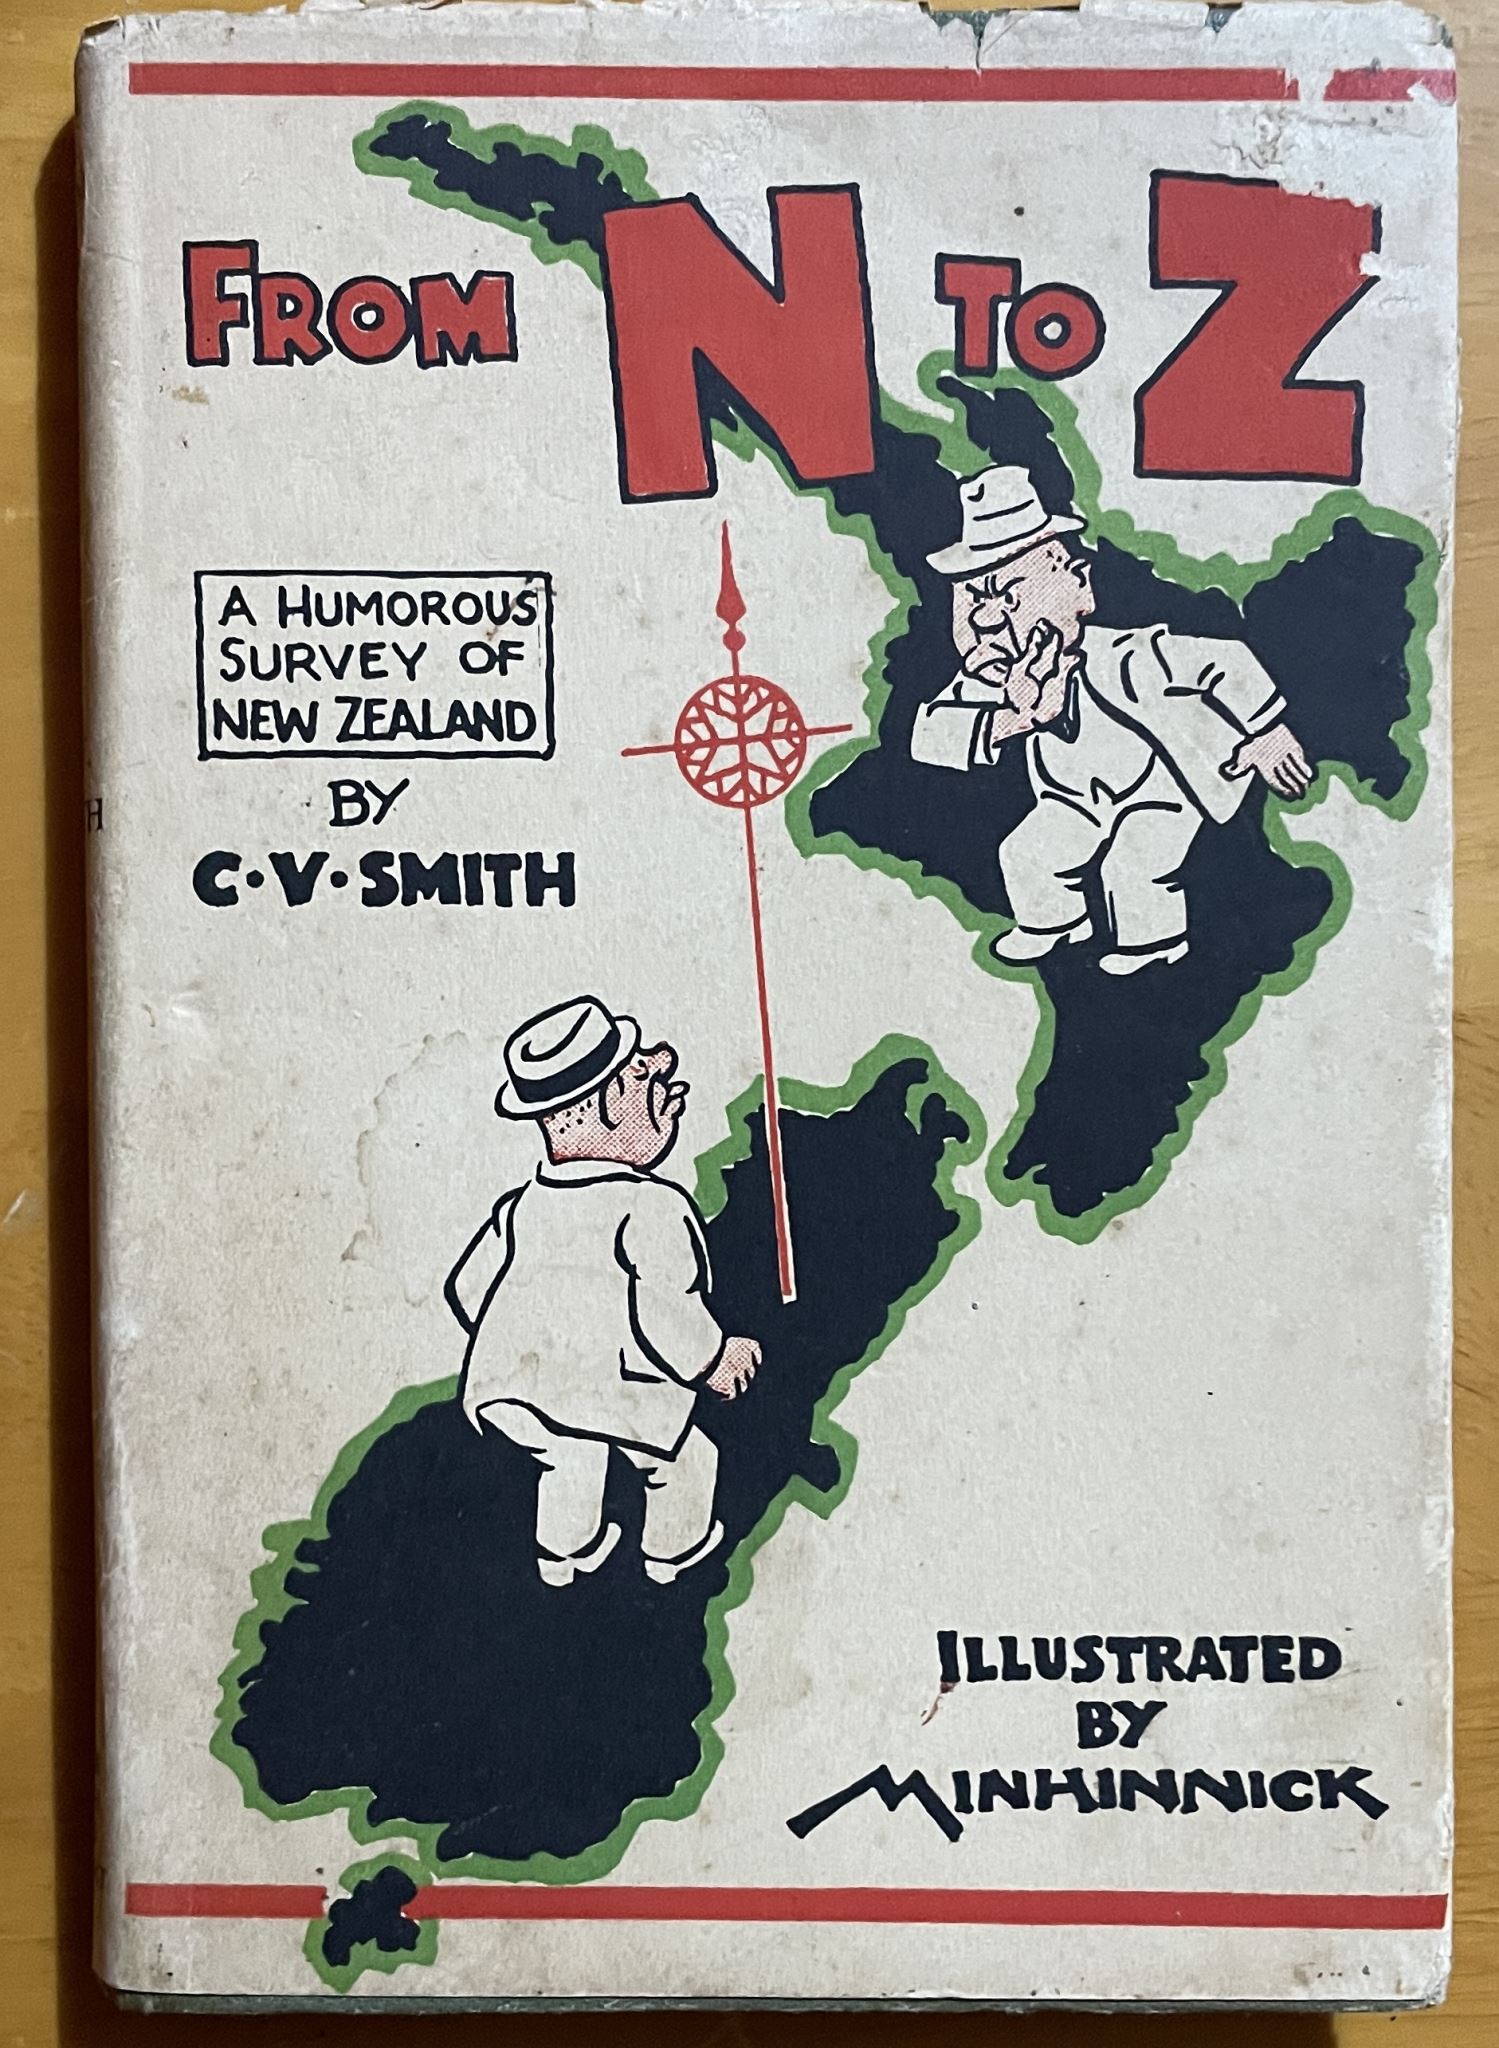 FROM N TO Z
A HUMOROUS
SURVEY OF
NEW ZEALAND
BY
C·V·SMITH
ILLUSTRATED
BY
MINHINNICK
H